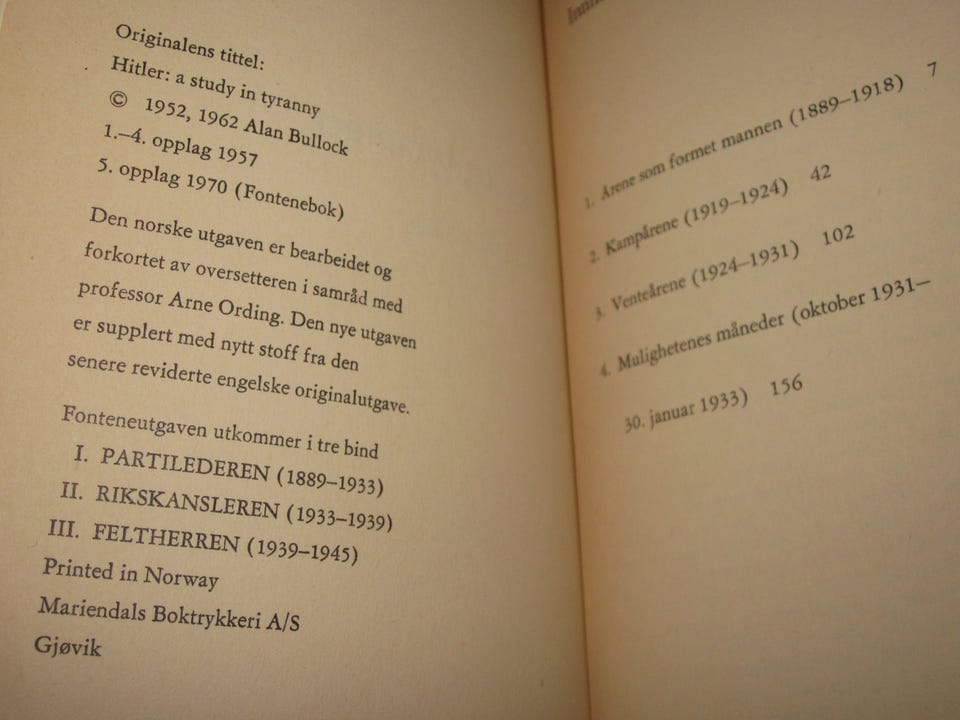 Originalens tittel:
Hitler: a study in tyranny
© 1952, 1962 Alan Bullock
1.–4. opplag 1957
5. opplag 1970 (Fontenebok)
Den norske utgaven er bearbeidet og
forkortet av oversetteren i samråd med
professor Arne Ording. Den nye utgaven
er supplert med nytt stoff fra den
senere reviderte engelske originalutgave.
Fonteneutgaven utkommer i tre bind
I. PARTILEDEREN (1889–1933)
II. RIKSKANSLEREN (1933–1939)
III. FELTHERREN (1939–1945)
Printed in Norway
Mariendals Boktrykkeri A/S
Gjøvik
1. Årene som formet mannen (1889–1918) 7
2. Kampårene (1919–1924) 42
3. Venteårene (1924–1931) 102
4. Mulighetenes måneder (oktober 1931–
30. januar 1933) 156